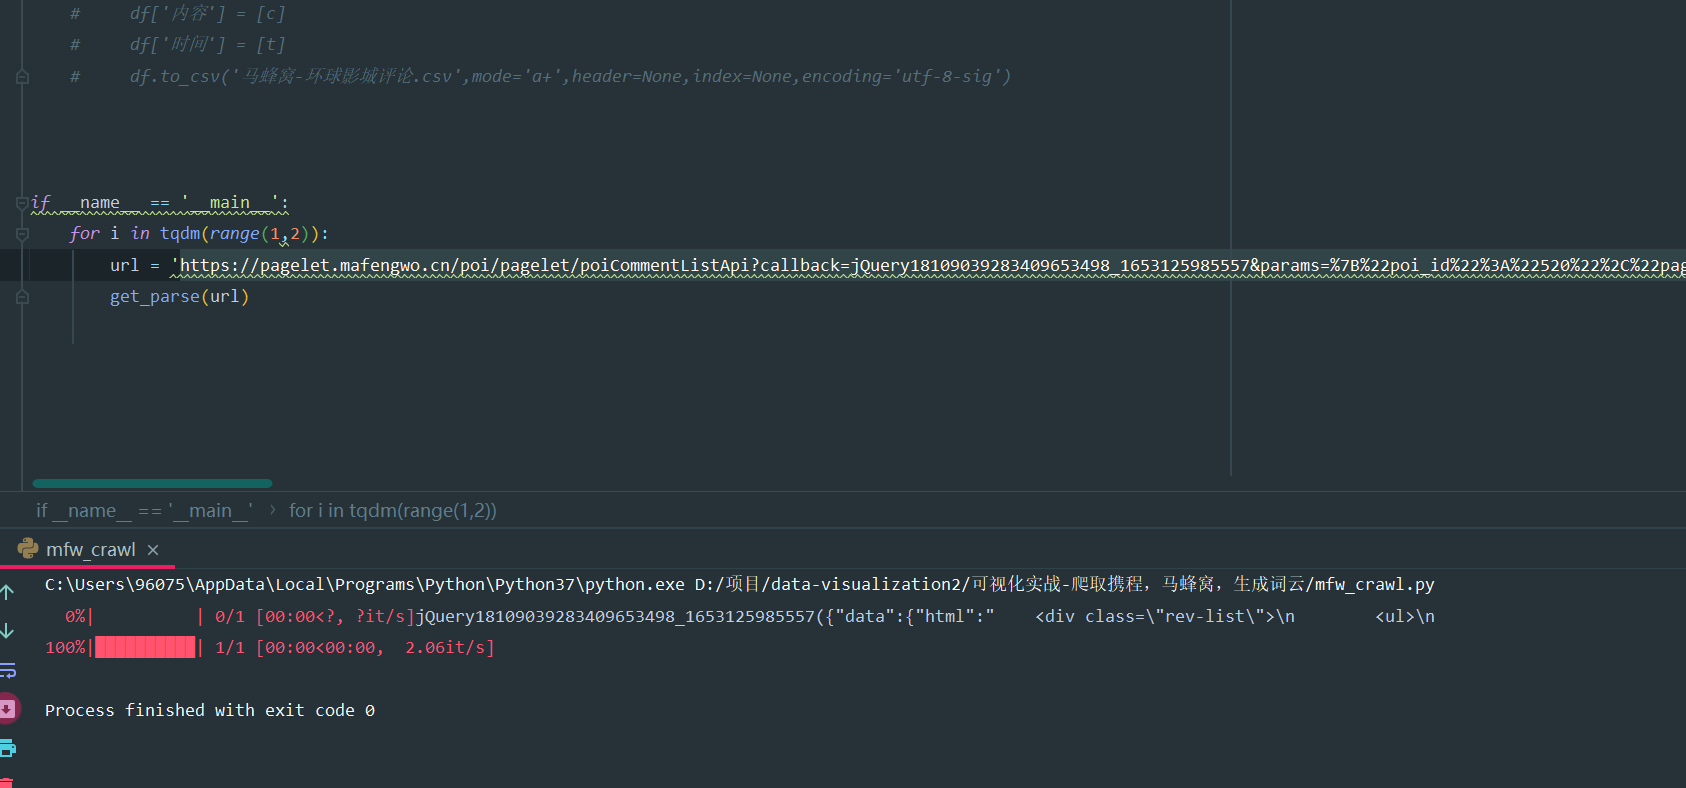 #     df['内容'] = [c]
#     df['时间'] = [t]
#     df.to_csv('马蜂窝-环球影城评论.csv',mode='a+',header=None,index=None,encoding='utf-8-sig')
if __name__ == '__main__':
    for i in tqdm(range(1,2)):
        url = 'https://pagelet.mafengwo.cn/poi/pagelet/poiCommentListApi?callback=jQuery18109039283409653498_1653125985557&params=%7B%22poi_id%22%3A%22520%22%2C%22pag
        get_parse(url)
if __name__ == '__main__' › for i in tqdm(range(1,2))
mfw_crawl ×
C:\Users\96075\AppData\Local\Programs\Python\Python37\python.exe D:/项目/data-visualization2/可视化实战-爬取携程，马蜂窝，生成词云/mfw_crawl.py
  0%|          | 0/1 [00:00<?, ?it/s]jQuery18109039283409653498_1653125985557({"data":{"html":"    <div class=\"rev-list\">\n        <ul>\n
100%|██████████| 1/1 [00:00<00:00,  2.06it/s]
Process finished with exit code 0